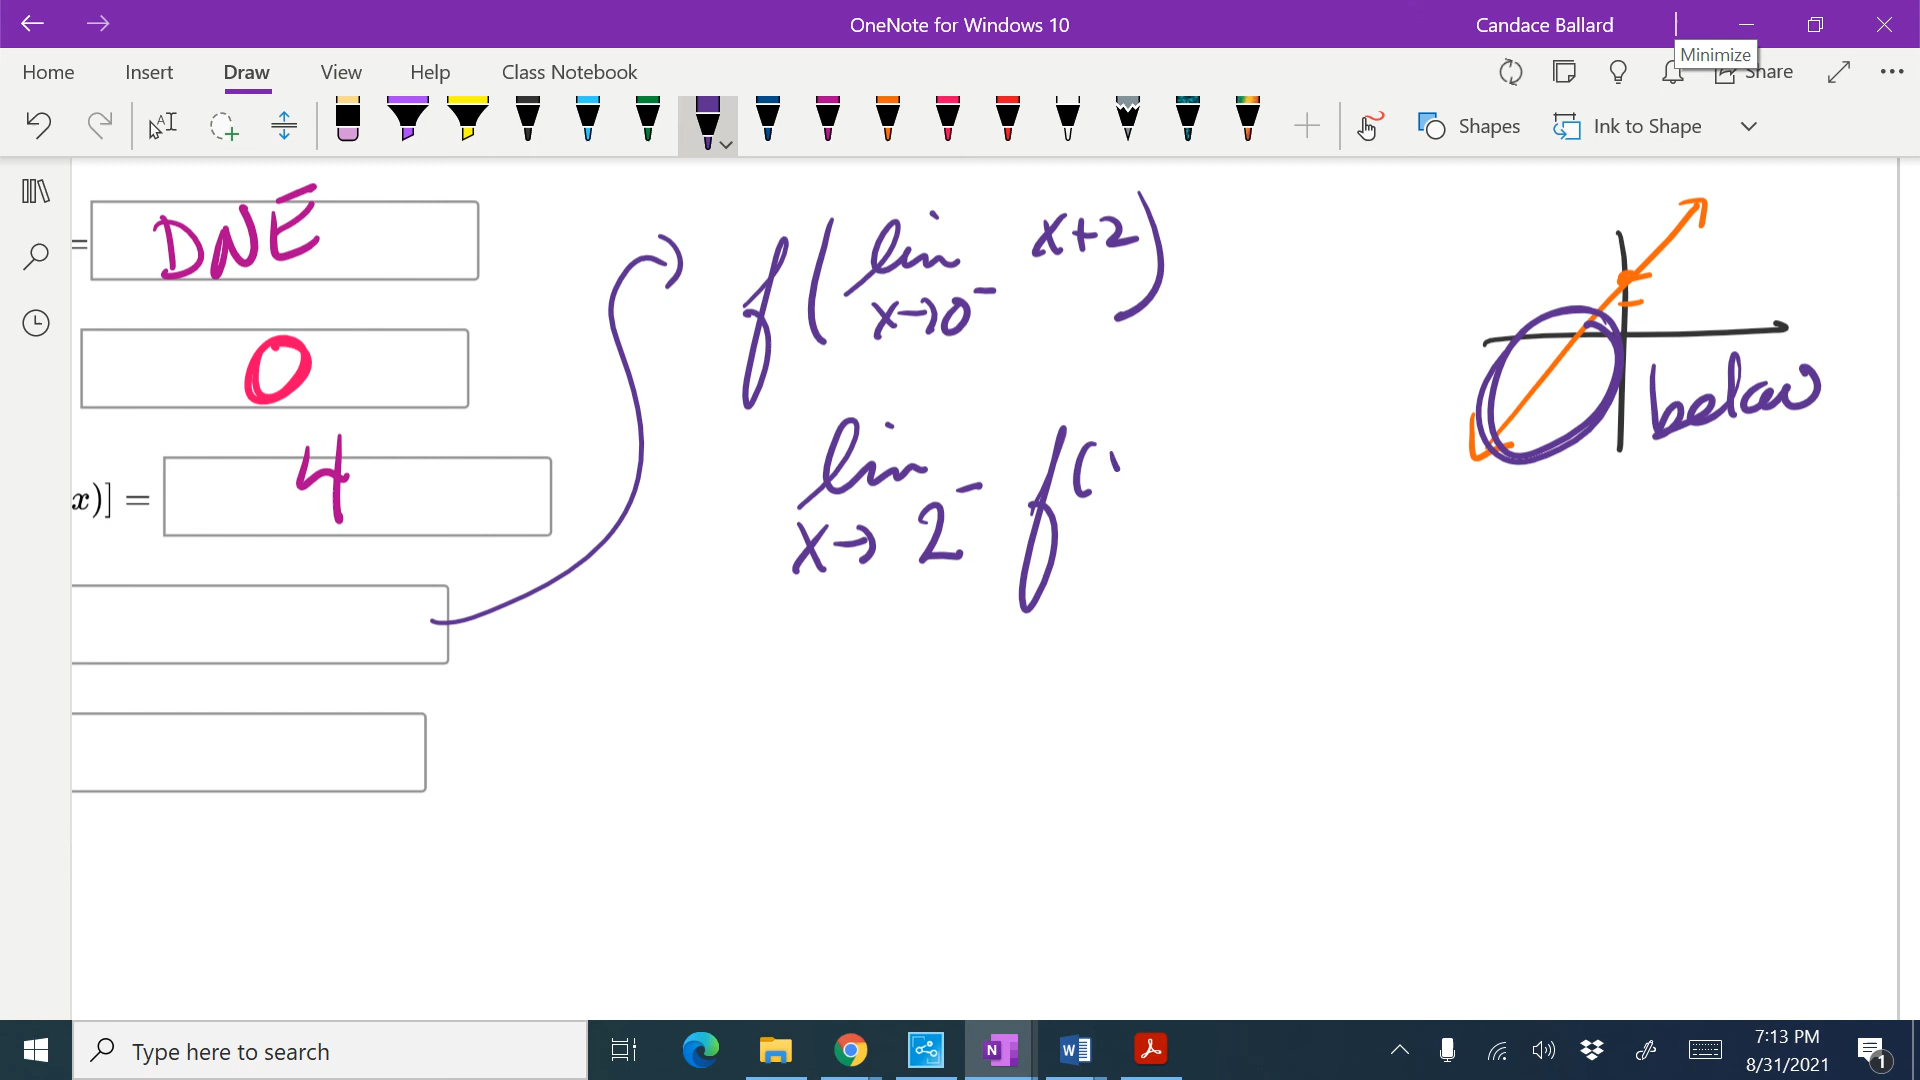 OneNote for Windows 10
Candace Ballard
Minimize
Home Insert Draw View Help Class Notebook
Share
Shapes
Ink to Shape
= DNE
0
x)] = 4
f(lim x→0⁻ x+2)
lim x→2⁻ f(
below
Type here to search
7:13 PM
8/31/2021
1